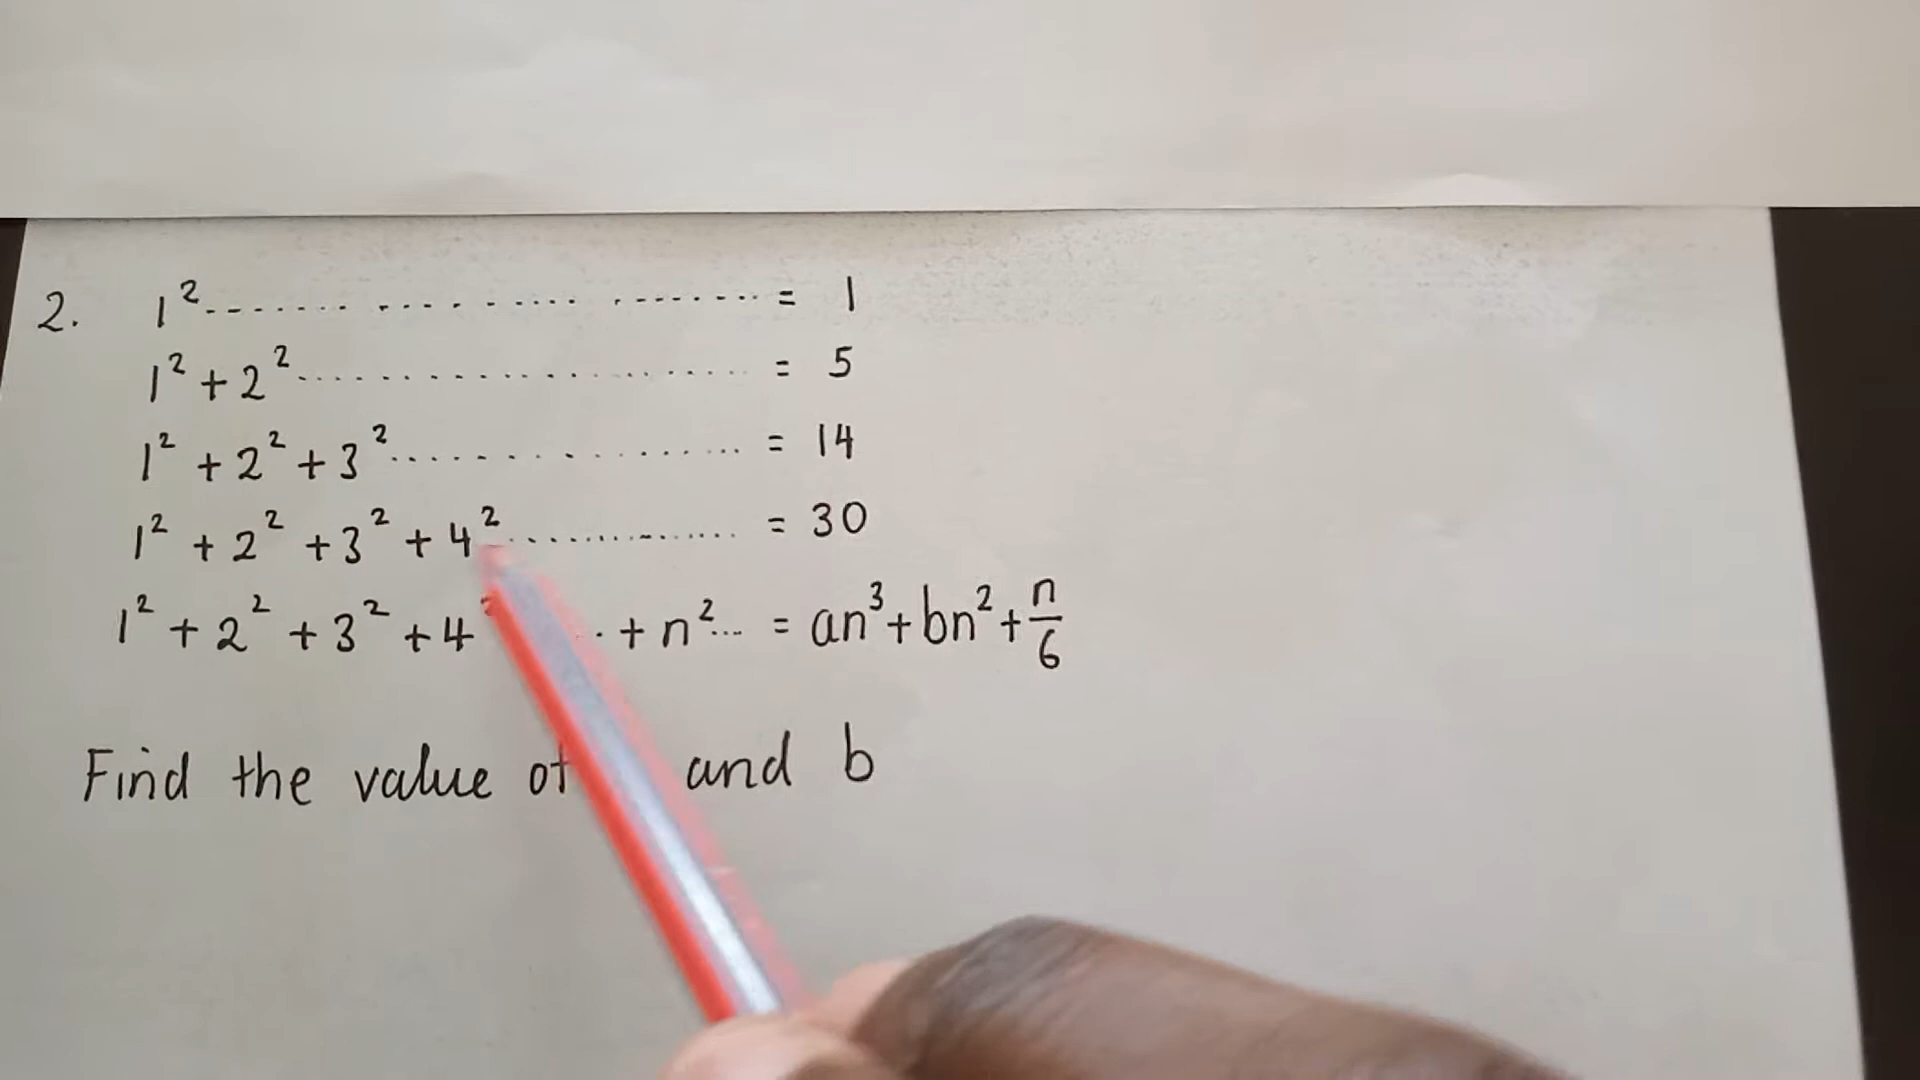 2. 1² ........................ = 1
1² + 2² ........................ = 5
1² + 2² + 3² .................... = 14
1² + 2² + 3² + 4² ................ = 30
1² + 2² + 3² + 4² . + n² ... = an³ + bn² + n/6
Find the value of and b